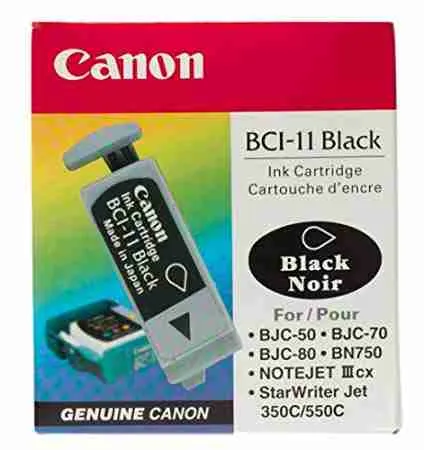 Canon
BCI-11 Black
Ink Cartridge
Cartouche d'encre
Canon
Ink Cartridge
BCI-11 Black
Made in Japan
Black
Noir
For / Pour
• BJC-50 • BJC-70
• BJC-80 • BN750
• NOTEJET IIIcx
• StarWriter Jet
350C/550C
GENUINE CANON